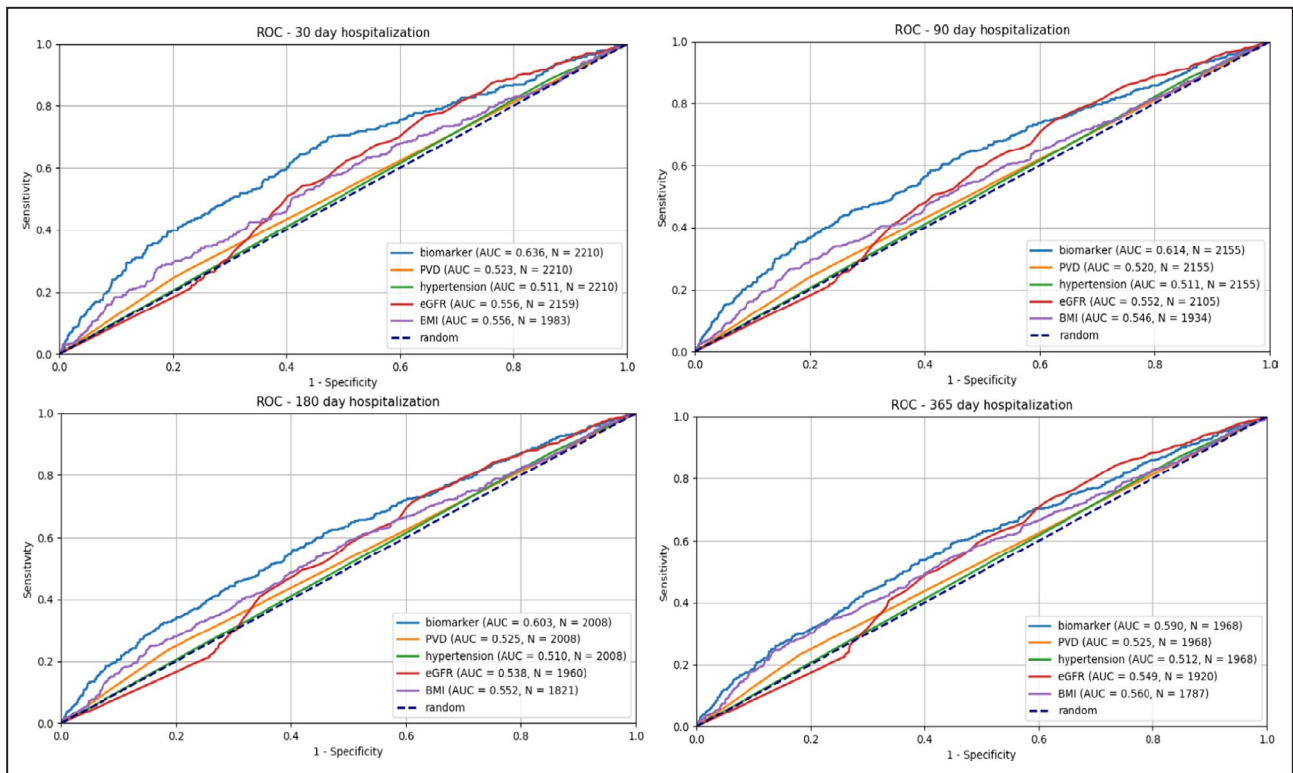 ROC - 30 day hospitalization
1.0
0.8
0.6
0.4
0.2
0.0
Sensitivity
biomarker (AUC = 0.636, N = 2210)
PVD (AUC = 0.523, N = 2210)
hypertension (AUC = 0.511, N = 2210)
eGFR (AUC = 0.556, N = 2159)
BMI (AUC = 0.556, N = 1983)
random
0.0 0.2 0.4 0.6 0.8 1.0
1 - Specificity
ROC - 90 day hospitalization
1.0
0.8
0.6
0.4
0.2
0.0
Sensitivity
biomarker (AUC = 0.614, N = 2155)
PVD (AUC = 0.520, N = 2155)
hypertension (AUC = 0.511, N = 2155)
eGFR (AUC = 0.552, N = 2105)
BMI (AUC = 0.546, N = 1934)
random
0.0 0.2 0.4 0.6 0.8 1.0
1 - Specificity
ROC - 180 day hospitalization
1.0
0.8
0.6
0.4
0.2
0.0
Sensitivity
biomarker (AUC = 0.603, N = 2008)
PVD (AUC = 0.525, N = 2008)
hypertension (AUC = 0.510, N = 2008)
eGFR (AUC = 0.538, N = 1960)
BMI (AUC = 0.552, N = 1821)
random
0.0 0.2 0.4 0.6 0.8 1.0
1 - Specificity
ROC - 365 day hospitalization
1.0
0.8
0.6
0.4
0.2
0.0
Sensitivity
biomarker (AUC = 0.590, N = 1968)
PVD (AUC = 0.525, N = 1968)
hypertension (AUC = 0.512, N = 1968)
eGFR (AUC = 0.549, N = 1920)
BMI (AUC = 0.560, N = 1787)
random
0.0 0.2 0.4 0.6 0.8 1.0
1 - Specificity